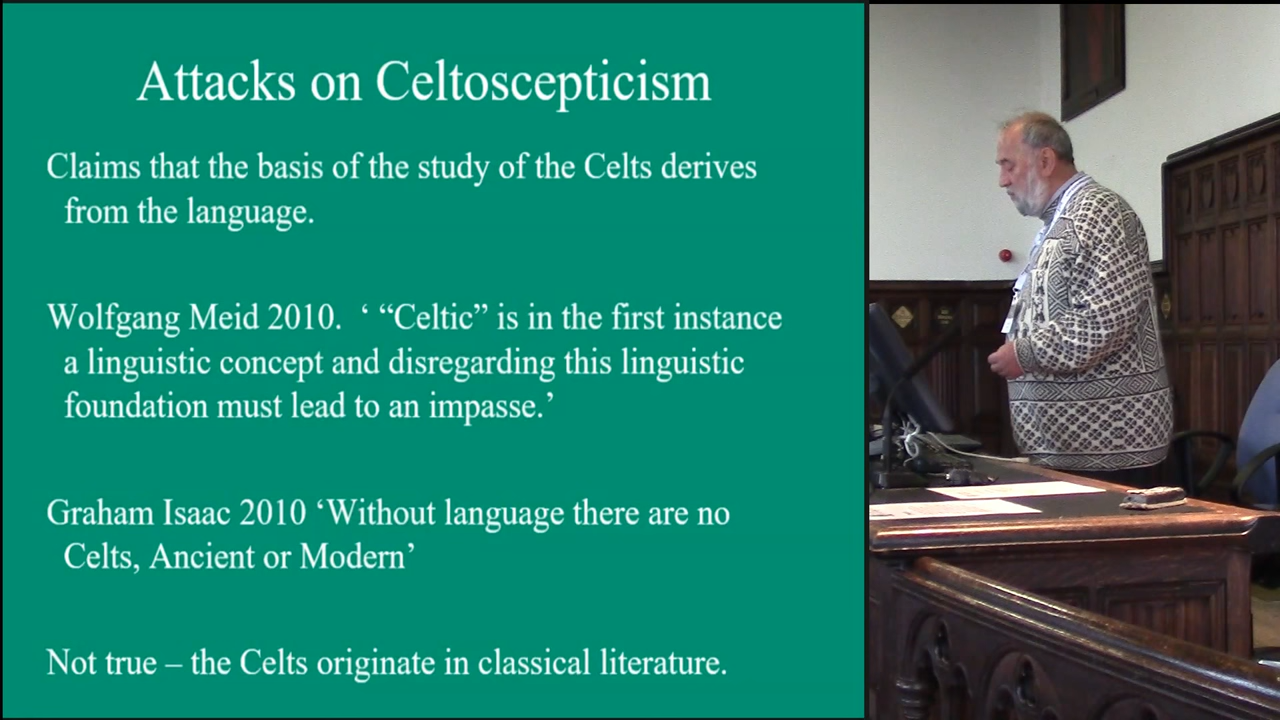 Attacks on Celtoscepticism
Claims that the basis of the study of the Celts derives
from the language.
Wolfgang Meid 2010.  ‘ “Celtic” is in the first instance
a linguistic concept and disregarding this linguistic
foundation must lead to an impasse.’
Graham Isaac 2010 ‘Without language there are no
Celts, Ancient or Modern’
Not true – the Celts originate in classical literature.